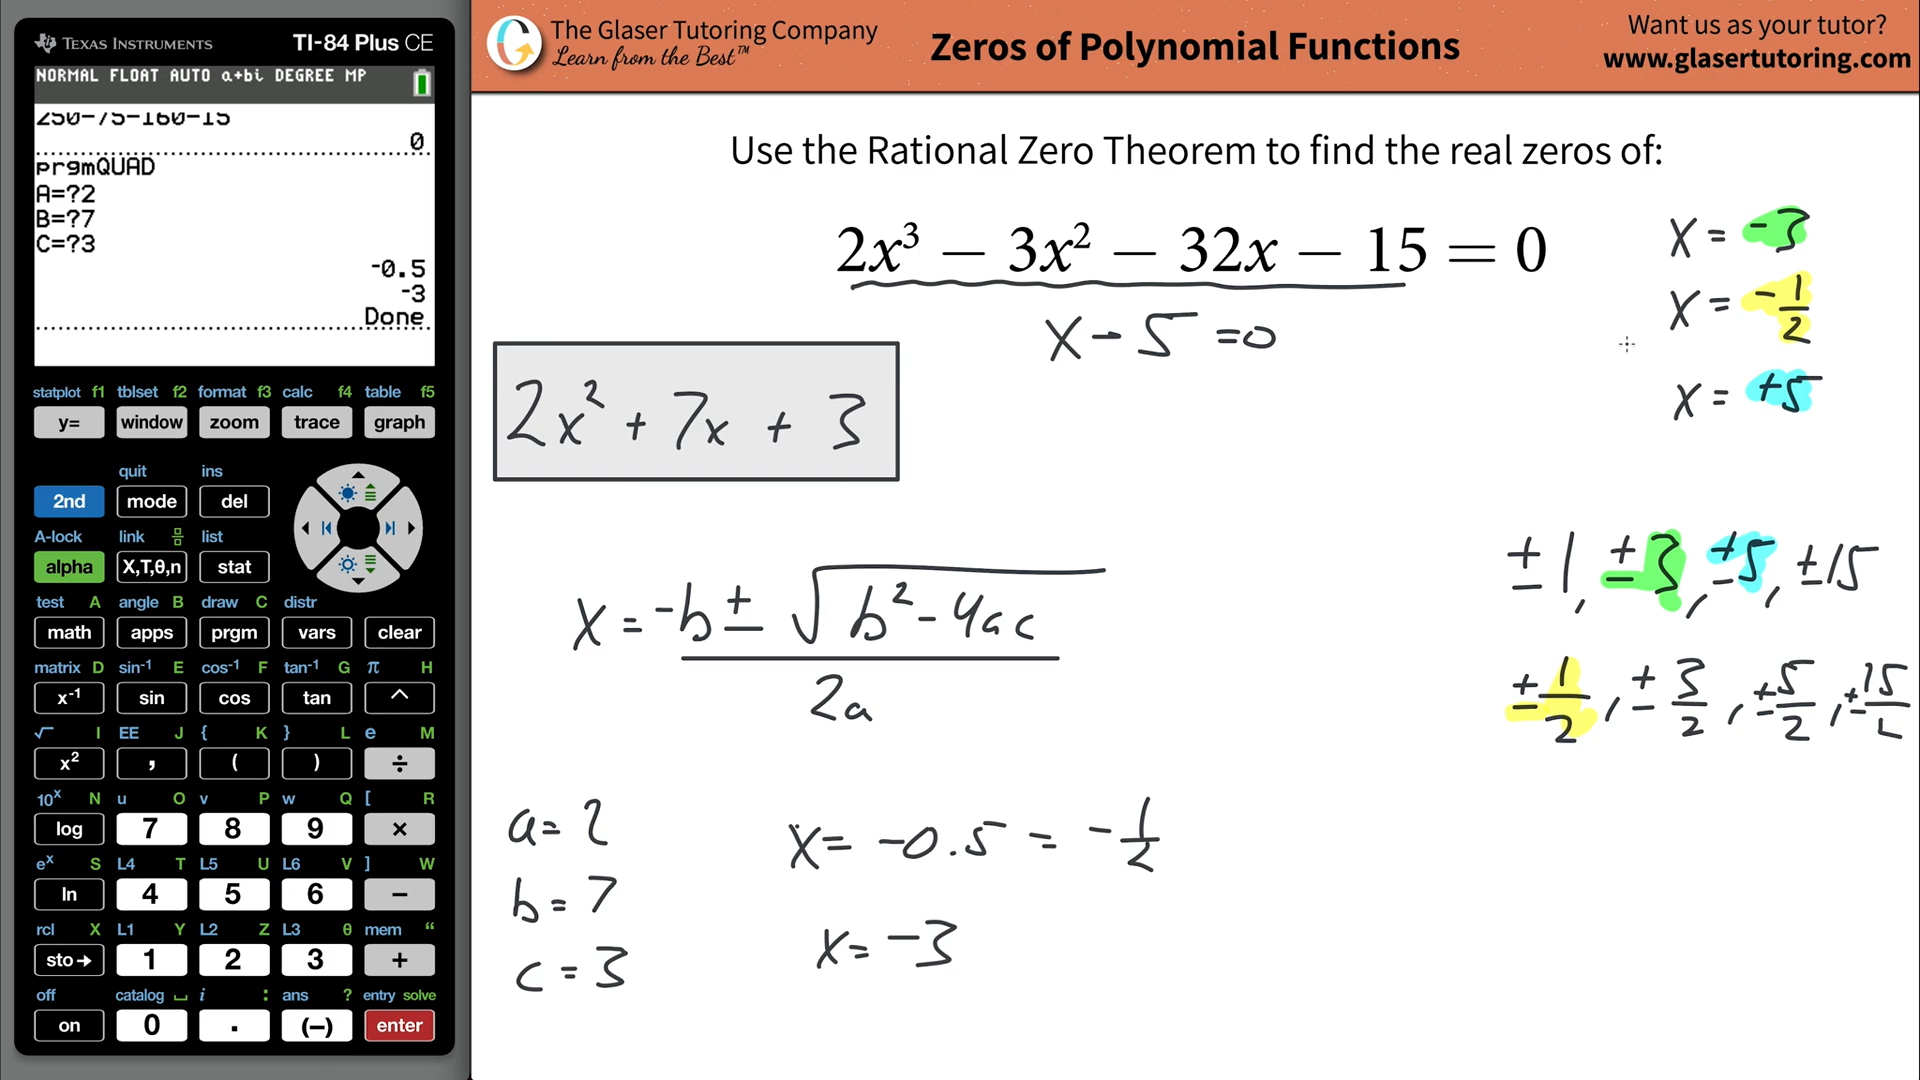 TEXAS INSTRUMENTS TI-84 Plus CE
NORMAL FLOAT AUTO a+bi DEGREE MP
250-75-160-15
0
prgmQUAD
A=?2
B=?7
C=?3
-0.5
-3
Done
statplot f1 tblset f2 format f3 calc f4 table f5
y= window zoom trace graph
quit ins
2nd mode del
A-lock link list
alpha X,T,θ,n stat
test A angle B draw C distr
math apps prgm vars clear
matrix D sin⁻¹ E cos⁻¹ F tan⁻¹ G π H
x⁻¹ sin cos tan ^
√ I EE J { K } L e M
x² , ( ) ÷
10ˣ N u O v P w Q [ R
log 7 8 9 ×
eˣ S L4 T L5 U L6 V ] W
ln 4 5 6 −
rcl X L1 Y L2 Z L3 θ mem "
sto→ 1 2 3 +
off catalog ⎵ i : ans ? entry solve
on 0 . (−) enter
The Glaser Tutoring Company
Learn from the Best™
Zeros of Polynomial Functions
Want us as your tutor?
www.glasertutoring.com
Use the Rational Zero Theorem to find the real zeros of:
2x³ − 3x² − 32x − 15 = 0
x - 5 = 0
2x² + 7x + 3
x = -3
x = -1/2
x = +5
±1, ±3, ±5, ±15
±1/2, ±3/2, ±5/2, ±15/2
x = -b ± √b² - 4ac / 2a
a = 2
b = 7
c = 3
x = -0.5 = -1/2
x = -3